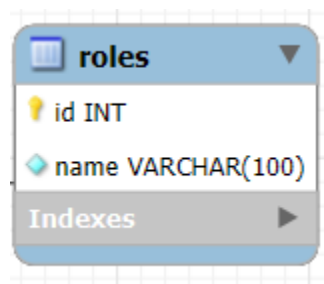 roles
id INT
name VARCHAR(100)
Indexes